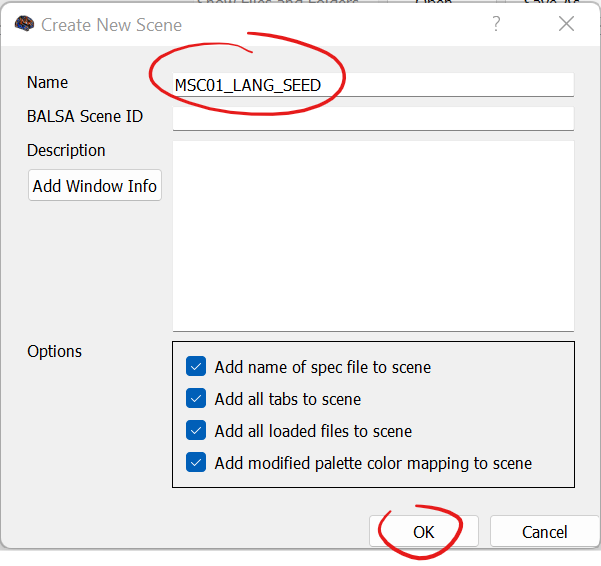 Create New Scene
?
Name
MSC01_LANG_SEED
BALSA Scene ID
Description
Add Window Info
Options
Add name of spec file to scene
Add all tabs to scene
Add all loaded files to scene
Add modified palette color mapping to scene
OK Cancel